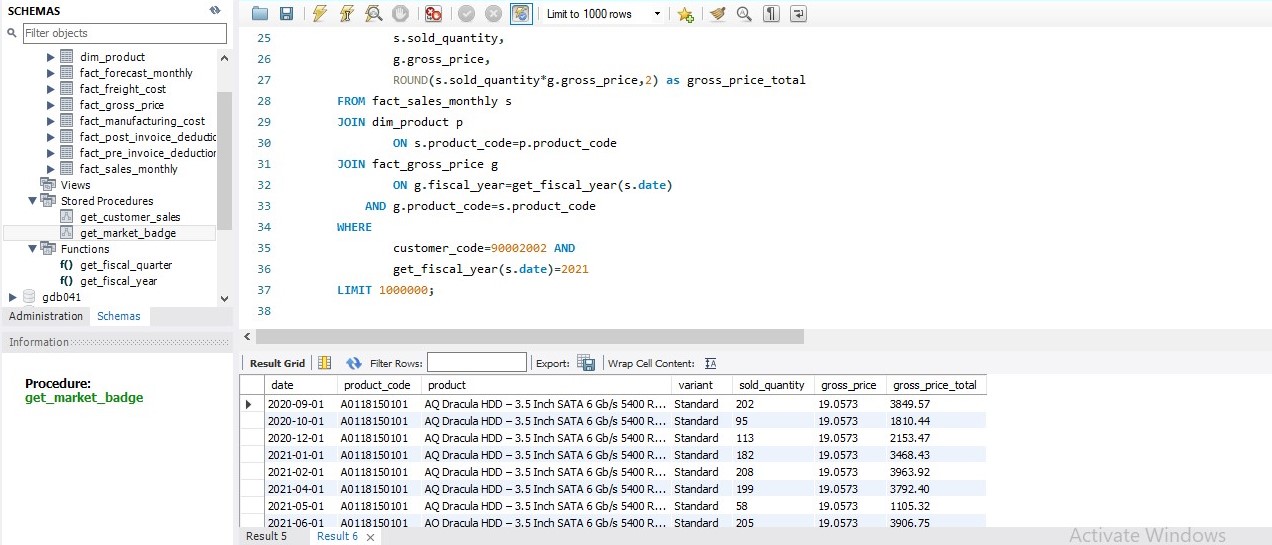 SCHEMAS
Filter objects
dim_product
fact_forecast_monthly
fact_freight_cost
fact_gross_price
fact_manufacturing_cost
fact_post_invoice_deductic
fact_pre_invoice_deduction
fact_sales_monthly
Views
Stored Procedures
get_customer_sales
get_market_badge
Functions
f() get_fiscal_quarter
f() get_fiscal_year
gdb041
Administration Schemas
Information
Procedure:
get_market_badge
Limit to 1000 rows
25 s.sold_quantity,
26 g.gross_price,
27 ROUND(s.sold_quantity*g.gross_price,2) as gross_price_total
28 FROM fact_sales_monthly s
29 JOIN dim_product p
30 ON s.product_code=p.product_code
31 JOIN fact_gross_price g
32 ON g.fiscal_year=get_fiscal_year(s.date)
33 AND g.product_code=s.product_code
34 WHERE
35 customer_code=90002002 AND
36 get_fiscal_year(s.date)=2021
37 LIMIT 1000000;
38
Result Grid Filter Rows: Export: Wrap Cell Content: IA
date product_code product variant sold_quantity gross_price gross_price_total
2020-09-01 A0118150101 AQ Dracula HDD – 3.5 Inch SATA 6 Gb/s 5400 R... Standard 202 19.0573 3849.57
2020-10-01 A0118150101 AQ Dracula HDD – 3.5 Inch SATA 6 Gb/s 5400 R... Standard 95 19.0573 1810.44
2020-12-01 A0118150101 AQ Dracula HDD – 3.5 Inch SATA 6 Gb/s 5400 R... Standard 113 19.0573 2153.47
2021-01-01 A0118150101 AQ Dracula HDD – 3.5 Inch SATA 6 Gb/s 5400 R... Standard 182 19.0573 3468.43
2021-02-01 A0118150101 AQ Dracula HDD – 3.5 Inch SATA 6 Gb/s 5400 R... Standard 208 19.0573 3963.92
2021-04-01 A0118150101 AQ Dracula HDD – 3.5 Inch SATA 6 Gb/s 5400 R... Standard 199 19.0573 3792.40
2021-05-01 A0118150101 AQ Dracula HDD – 3.5 Inch SATA 6 Gb/s 5400 R... Standard 58 19.0573 1105.32
2021-06-01 A0118150101 AQ Dracula HDD – 3.5 Inch SATA 6 Gb/s 5400 R... Standard 205 19.0573 3906.75
Result 5 Result 6
Activate Windows